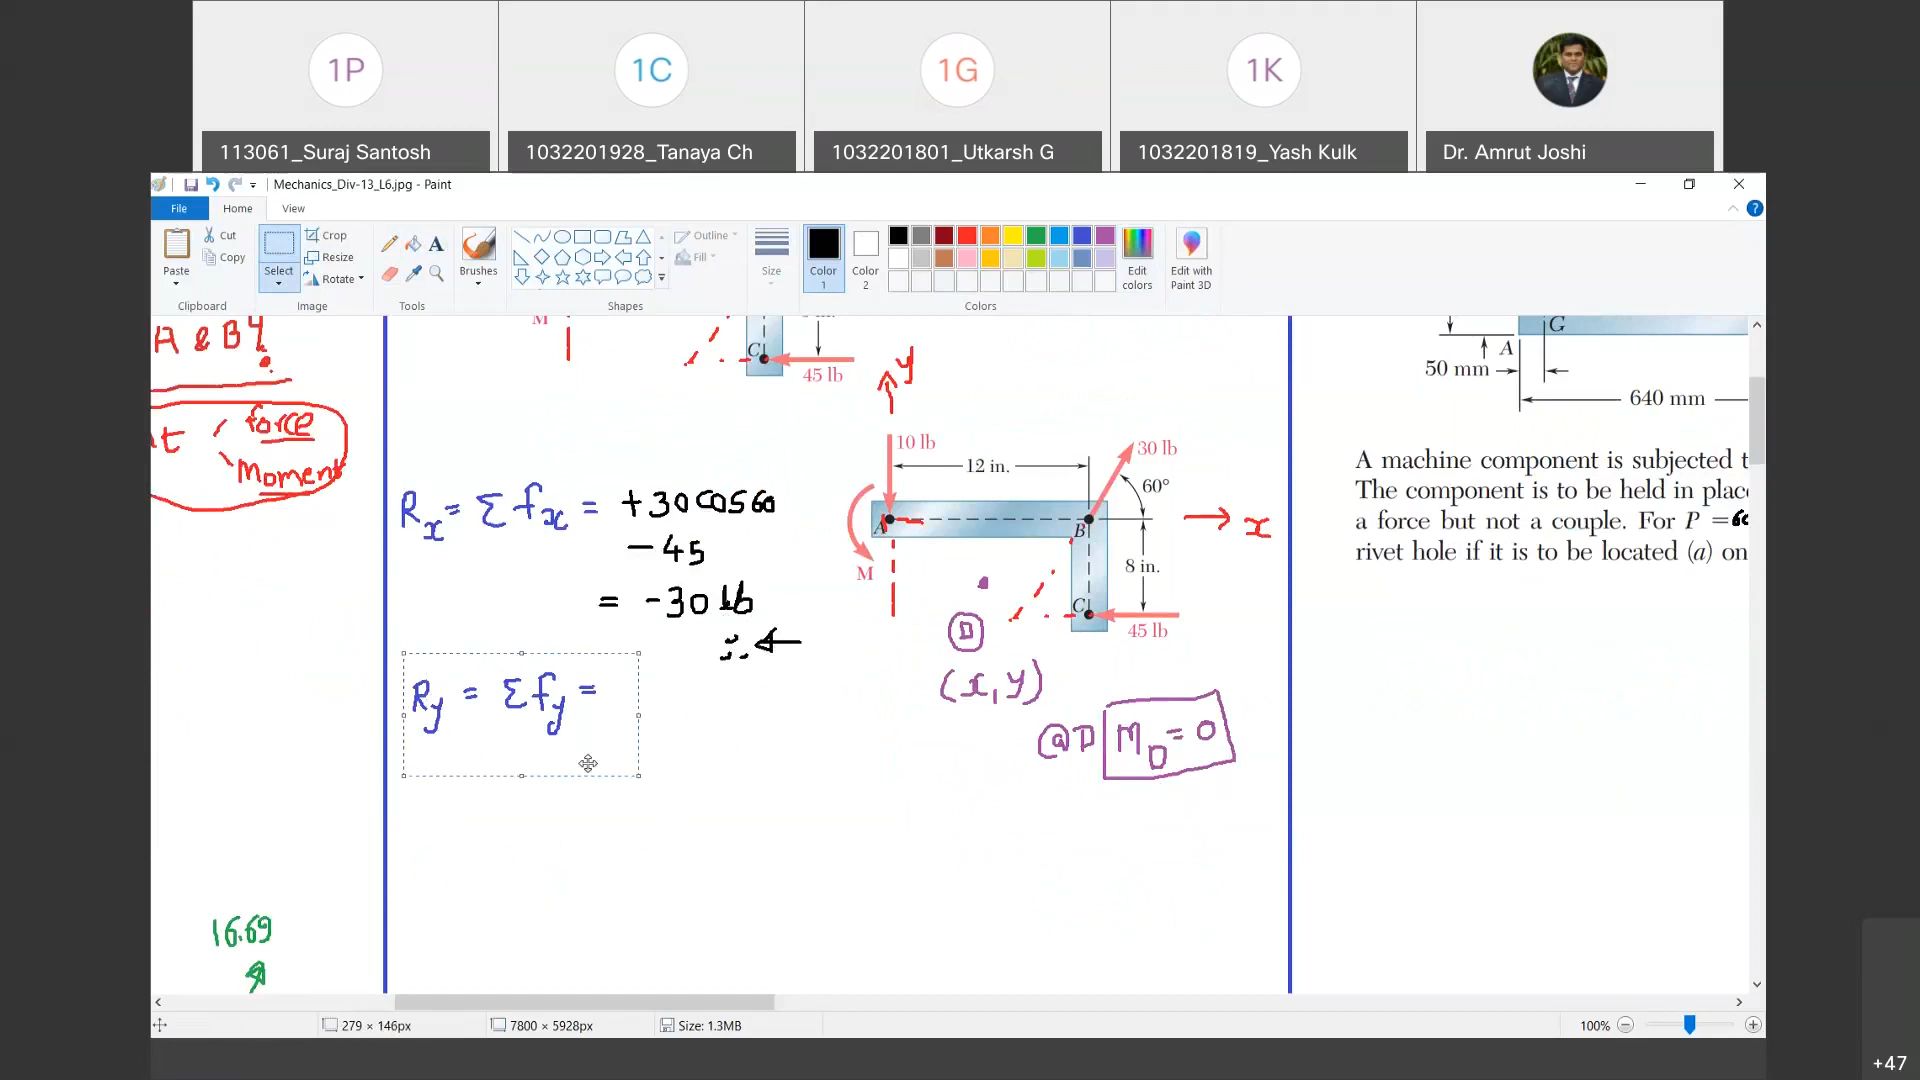 1P
1C
1G
1K
113061_Suraj Santosh
1032201928_Tanaya Ch
1032201801_Utkarsh G
1032201819_Yash Kulk
Dr. Amrut Joshi
Mechanics_Div-13_L6.jpg - Paint
File
Home
View
Paste
Cut
Copy
Clipboard
Select
Crop
Resize
Rotate
Image
Tools
Brushes
Shapes
Outline
Fill
Size
Color 1
Color 2
Edit colors
Edit with Paint 3D
Colors
A & B?
force
Moment
16.69
M
C
45 lb
y
10 lb
12 in.
30 lb
60°
A
B
x
M
8 in.
C
45 lb
Rx = Σ fx = +30 cos 60
- 45
= -30 lb
∴ ←
Ry = Σ fy =
D
(x, y)
@D MD = 0
G
A
50 mm
640 mm
A machine component is subjected t
The component is to be held in place
a force but not a couple. For P = 60
rivet hole if it is to be located (a) on
279 × 146px
7800 × 5928px
Size: 1.3MB
100%
+47